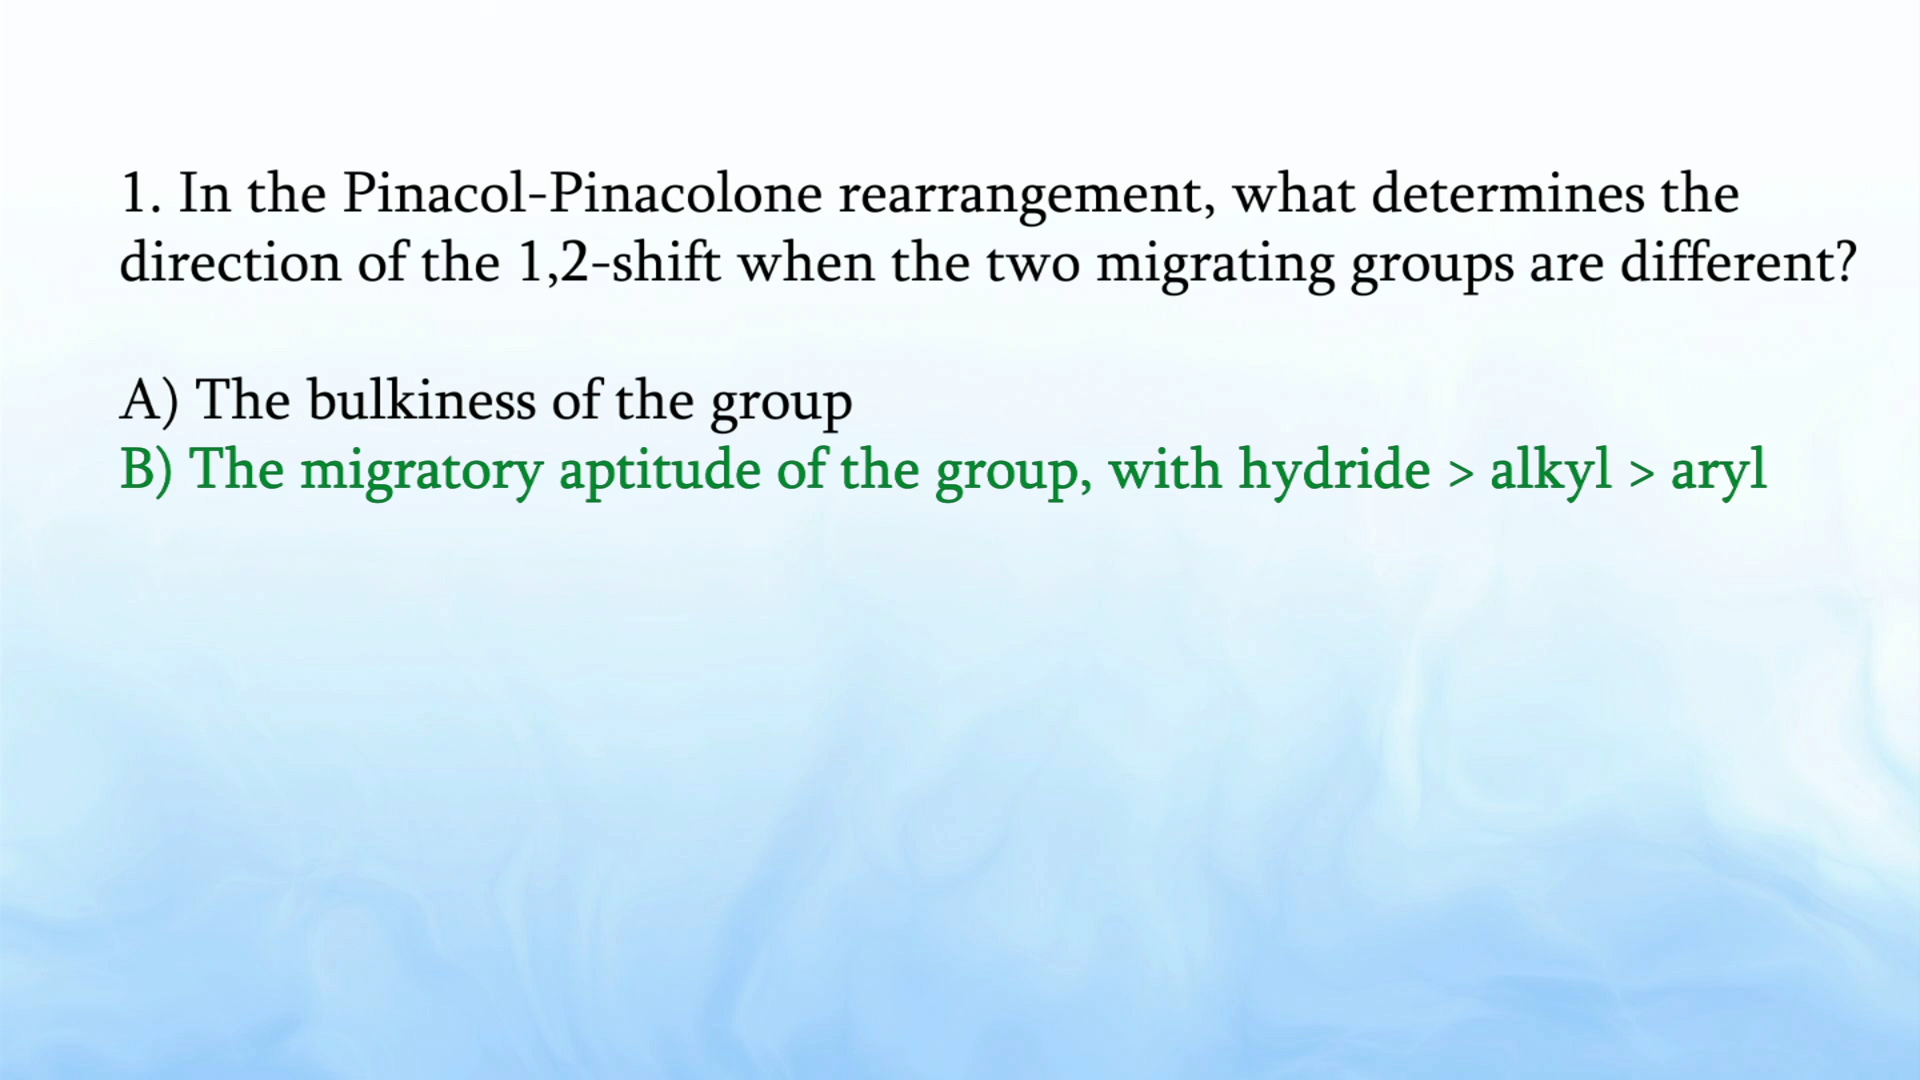 1. In the Pinacol-Pinacolone rearrangement, what determines the
direction of the 1,2-shift when the two migrating groups are different?
A) The bulkiness of the group
B) The migratory aptitude of the group, with hydride > alkyl > aryl